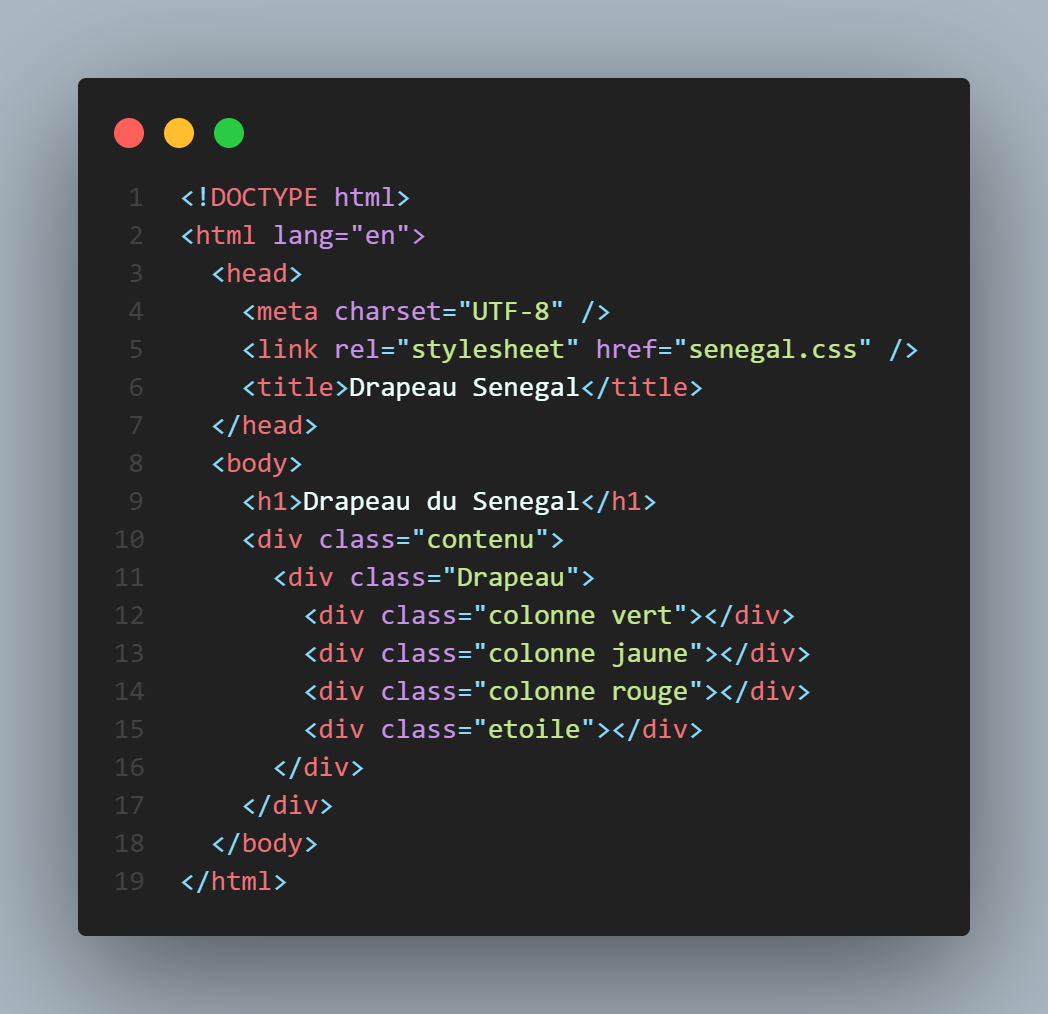 1 <!DOCTYPE html>
2 <html lang="en">
3   <head>
4     <meta charset="UTF-8" />
5     <link rel="stylesheet" href="senegal.css" />
6     <title>Drapeau Senegal</title>
7   </head>
8   <body>
9     <h1>Drapeau du Senegal</h1>
10     <div class="contenu">
11       <div class="Drapeau">
12         <div class="colonne vert"></div>
13         <div class="colonne jaune"></div>
14         <div class="colonne rouge"></div>
15         <div class="etoile"></div>
16       </div>
17     </div>
18   </body>
19 </html>